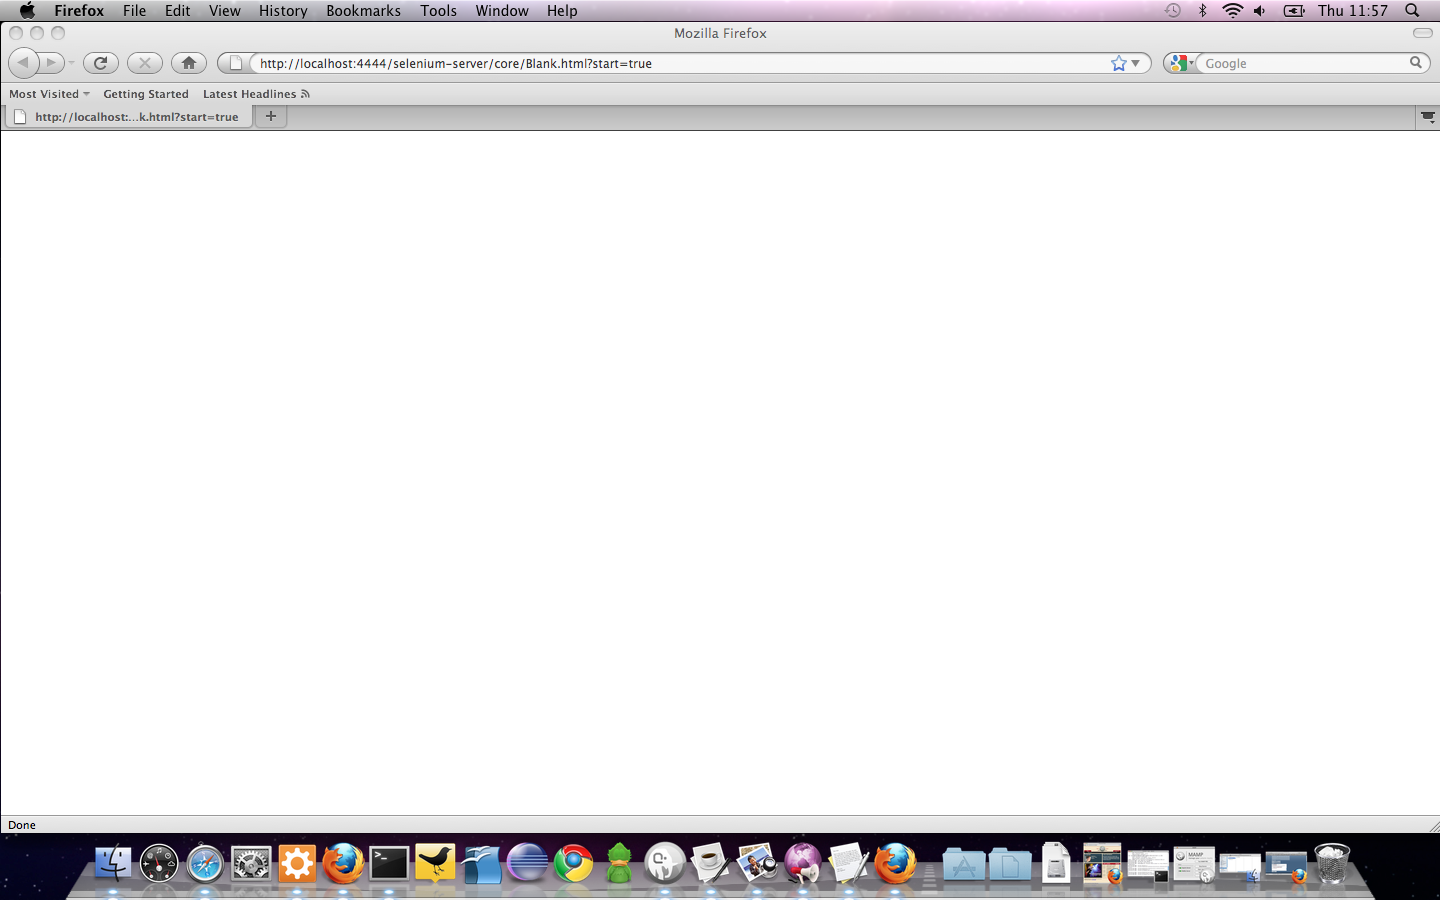 Firefox File Edit View History Bookmarks Tools Window Help Thu 11:57
Mozilla Firefox
http://localhost:4444/selenium-server/core/Blank.html?start=true Google
Most Visited Getting Started Latest Headlines
http://localhost:...k.html?start=true
Done